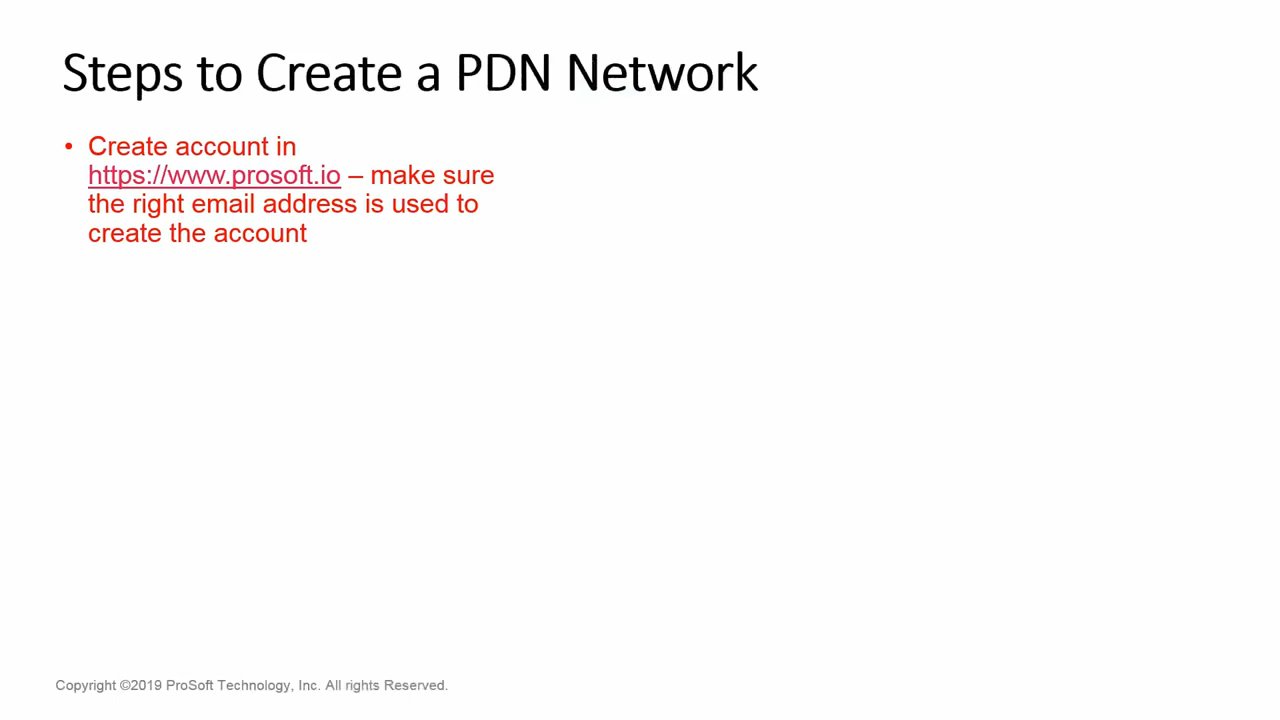 Steps to Create a PDN Network
• Create account in
https://www.prosoft.io – make sure
the right email address is used to
create the account
Copyright ©2019 ProSoft Technology, Inc. All rights Reserved.